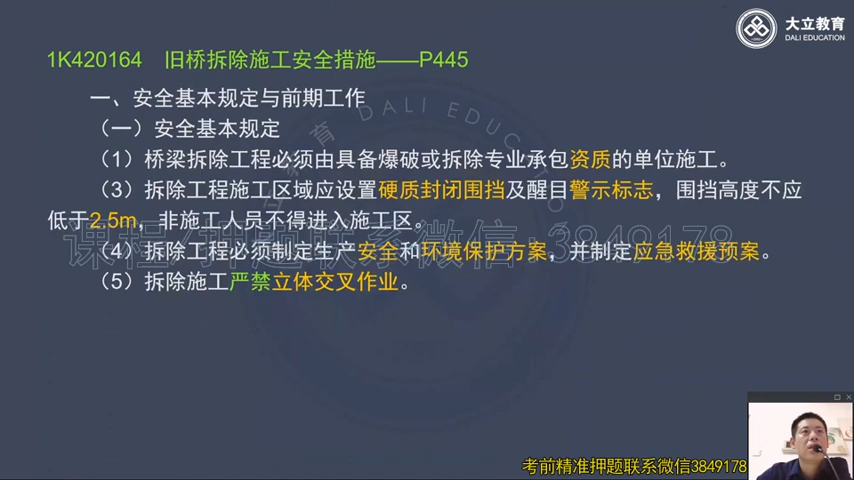 大立教育
DALI EDUCATION
1K420164 旧桥拆除施工安全措施——P445
一、安全基本规定与前期工作
（一）安全基本规定
（1）桥梁拆除工程必须由具备爆破或拆除专业承包资质的单位施工。
（3）拆除工程施工区域应设置硬质封闭围挡及醒目警示标志，围挡高度不应
低于2.5m，非施工人员不得进入施工区。
课程/押题联系微信:3849178
（4）拆除工程必须制定生产安全和环境保护方案，并制定应急救援预案。
（5）拆除施工严禁立体交叉作业。
考前精准押题联系微信3849178